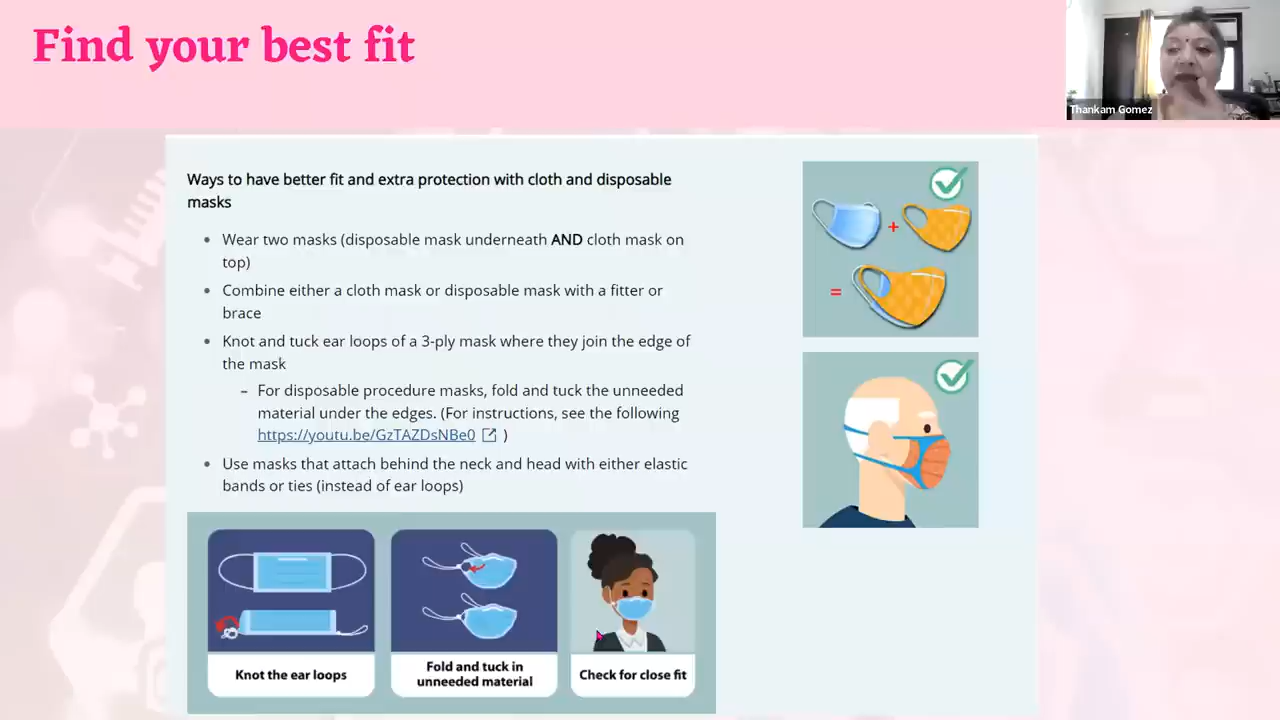 Find your best fit
Thankam Gomez
Ways to have better fit and extra protection with cloth and disposable
masks
• Wear two masks (disposable mask underneath AND cloth mask on
top)
• Combine either a cloth mask or disposable mask with a fitter or
brace
• Knot and tuck ear loops of a 3-ply mask where they join the edge of
the mask
– For disposable procedure masks, fold and tuck the unneeded
material under the edges. (For instructions, see the following
https://youtu.be/GzTAZDsNBe0 )
• Use masks that attach behind the neck and head with either elastic
bands or ties (instead of ear loops)
+
=
Knot the ear loops
Fold and tuck in
unneeded material
Check for close fit